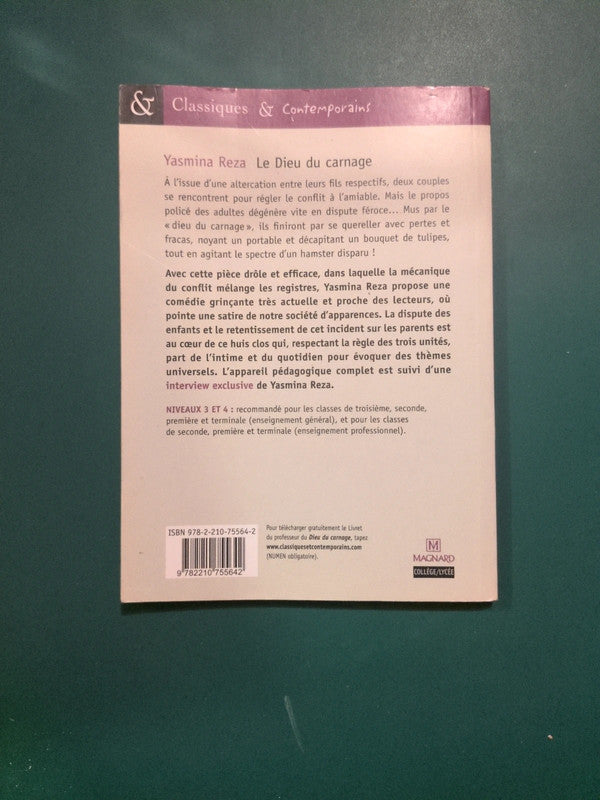 & Classiques & Contemporains
Yasmina Reza Le Dieu du carnage
À l'issue d'une altercation entre leurs fils respectifs, deux couples
se rencontrent pour régler le conflit à l'amiable. Mais le propos
policé des adultes dégénère vite en dispute féroce... Mus par le
« dieu du carnage », ils finiront par se quereller avec pertes et
fracas, noyant un portable et décapitant un bouquet de tulipes,
tout en agitant le spectre d'un hamster disparu !
Avec cette pièce drôle et efficace, dans laquelle la mécanique
du conflit mélange les registres, Yasmina Reza propose une
comédie grinçante très actuelle et proche des lecteurs, où
pointe une satire de notre société d'apparences. La dispute des
enfants et le retentissement de cet incident sur les parents est
au cœur de ce huis clos qui, respectant la règle des trois unités,
part de l'intime et du quotidien pour évoquer des thèmes
universels. L'appareil pédagogique complet est suivi d'une
interview exclusive de Yasmina Reza.
NIVEAUX 3 ET 4 : recommandé pour les classes de troisième, seconde,
première et terminale (enseignement général), et pour les classes
de seconde, première et terminale (enseignement professionnel).
ISBN 978-2-210-75564-2
9 782210 755642
Pour télécharger gratuitement le Livret
du professeur du Dieu du carnage, tapez
www.classiquesetcontemporains.com
(NUMEN obligatoire).
M
MAGNARD
COLLÈGE/LYCÉE